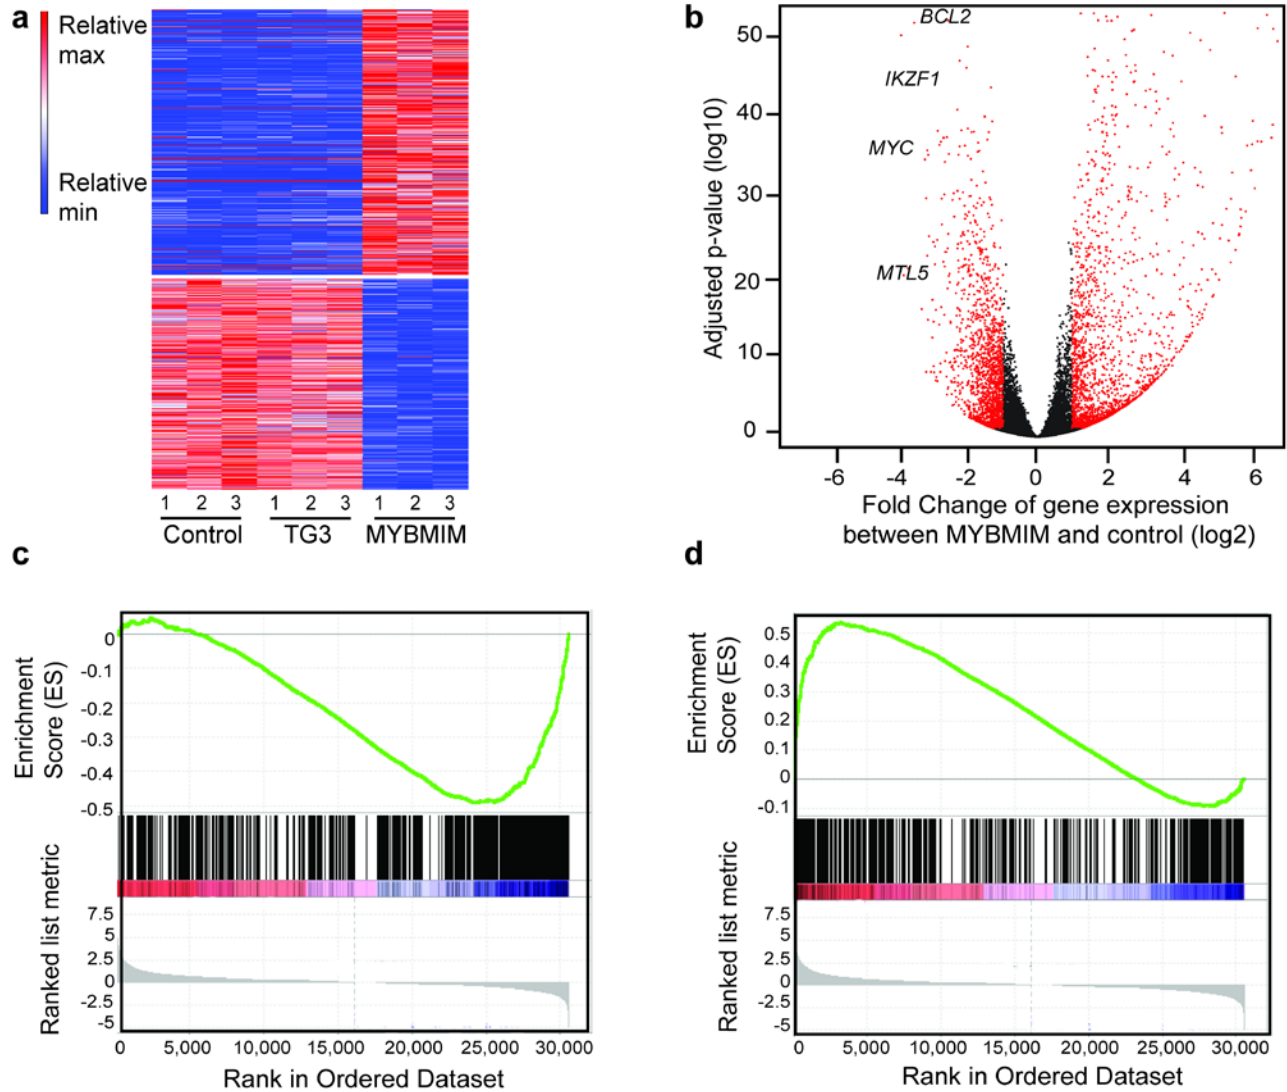 a
Relative
max
Relative
min
1 2 3 1 2 3 1 2 3
Control TG3 MYBMIM
b
BCL2
IKZF1
MYC
MTL5
50
40
30
20
10
0
Adjusted p-value (log10)
-6 -4 -2 0 2 4 6
Fold Change of gene expression
between MYBMIM and control (log2)
c
Enrichment
Score (ES)
0
-0.1
-0.2
-0.3
-0.4
-0.5
Ranked list metric
7.5
5
2.5
0
-2.5
-5
0 5,000 10,000 15,000 20,000 25,000 30,000
Rank in Ordered Dataset
d
Enrichment
Score (ES)
0.5
0.4
0.3
0.2
0.1
0
-0.1
Ranked list metric
7.5
5
2.5
0
-2.5
-5
0 5,000 10,000 15,000 20,000 25,000 30,000
Rank in Ordered Dataset